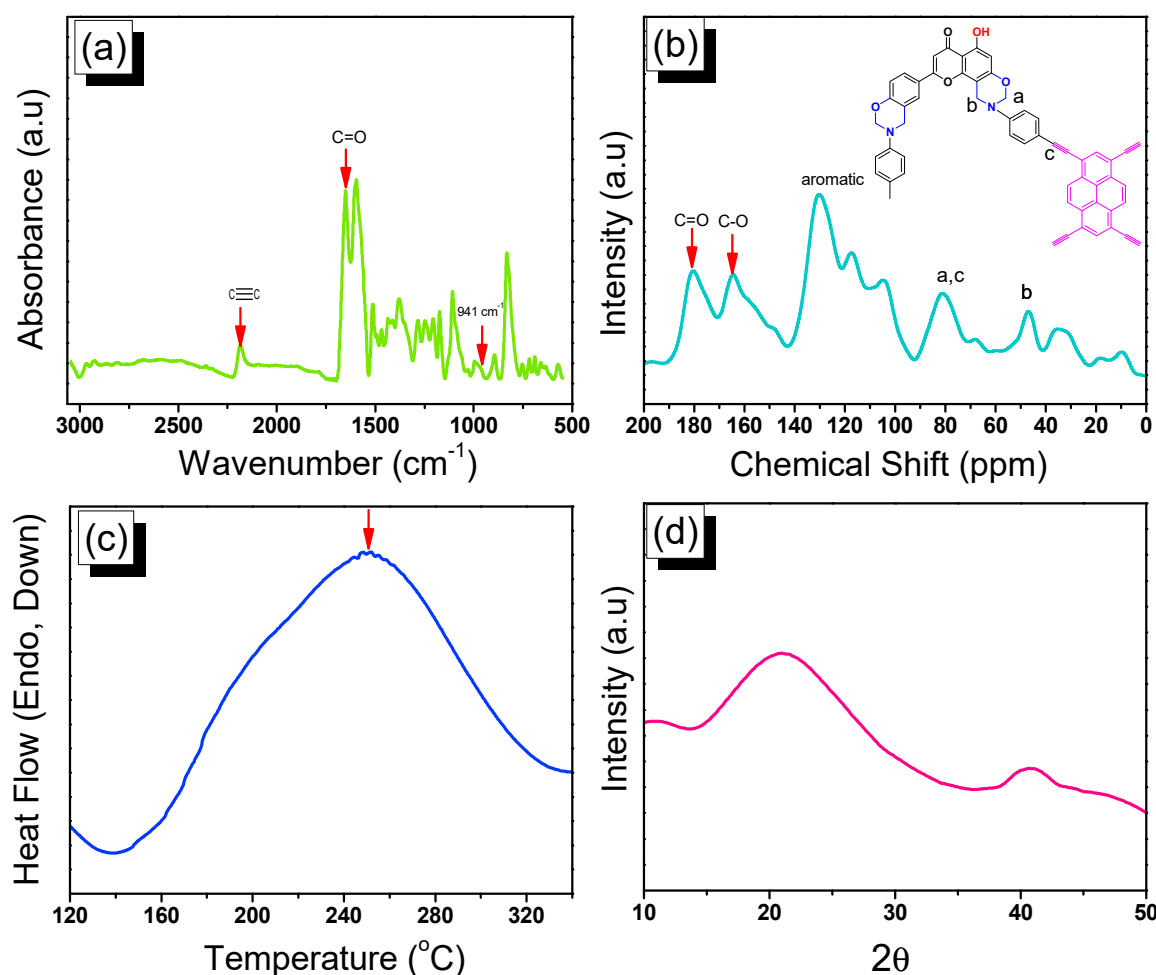 (a)
C=O
C≡C
941 cm⁻¹
Absorbance (a.u)
3000 2500 2000 1500 1000 500
Wavenumber (cm⁻¹)
(b)
O OH
O
O
O
N
N
b a
c
aromatic
C=O
C-O
a,c
b
Intensity (a.u)
200 180 160 140 120 100 80 60 40 20 0
Chemical Shift (ppm)
(c)
Heat Flow (Endo, Down)
120 160 200 240 280 320
Temperature (°C)
(d)
Intensity (a.u)
10 20 30 40 50
2θ